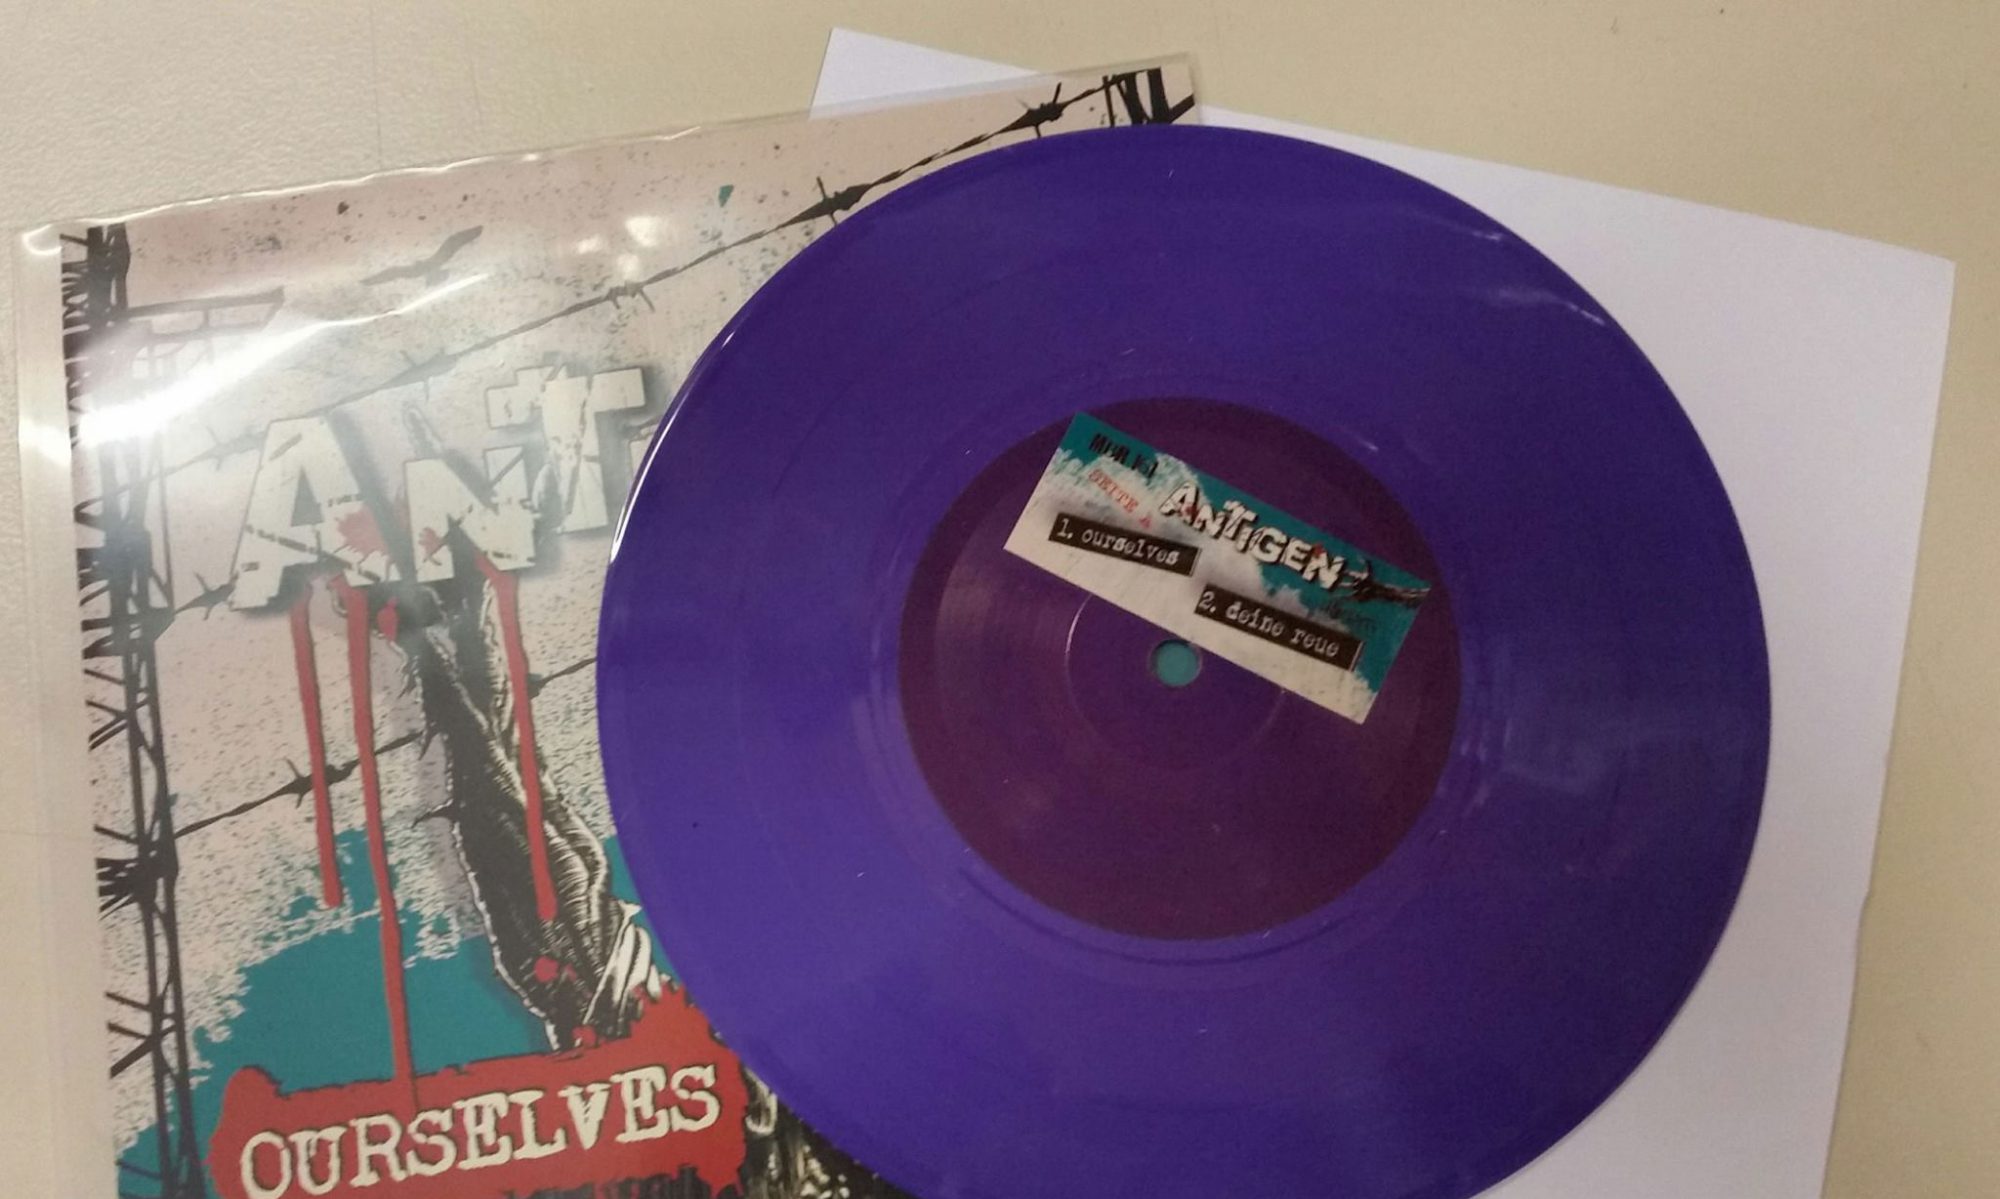 ANT
OURSELVES
SEITE A
ANTIGEN
1. ourselves
2. deine reue